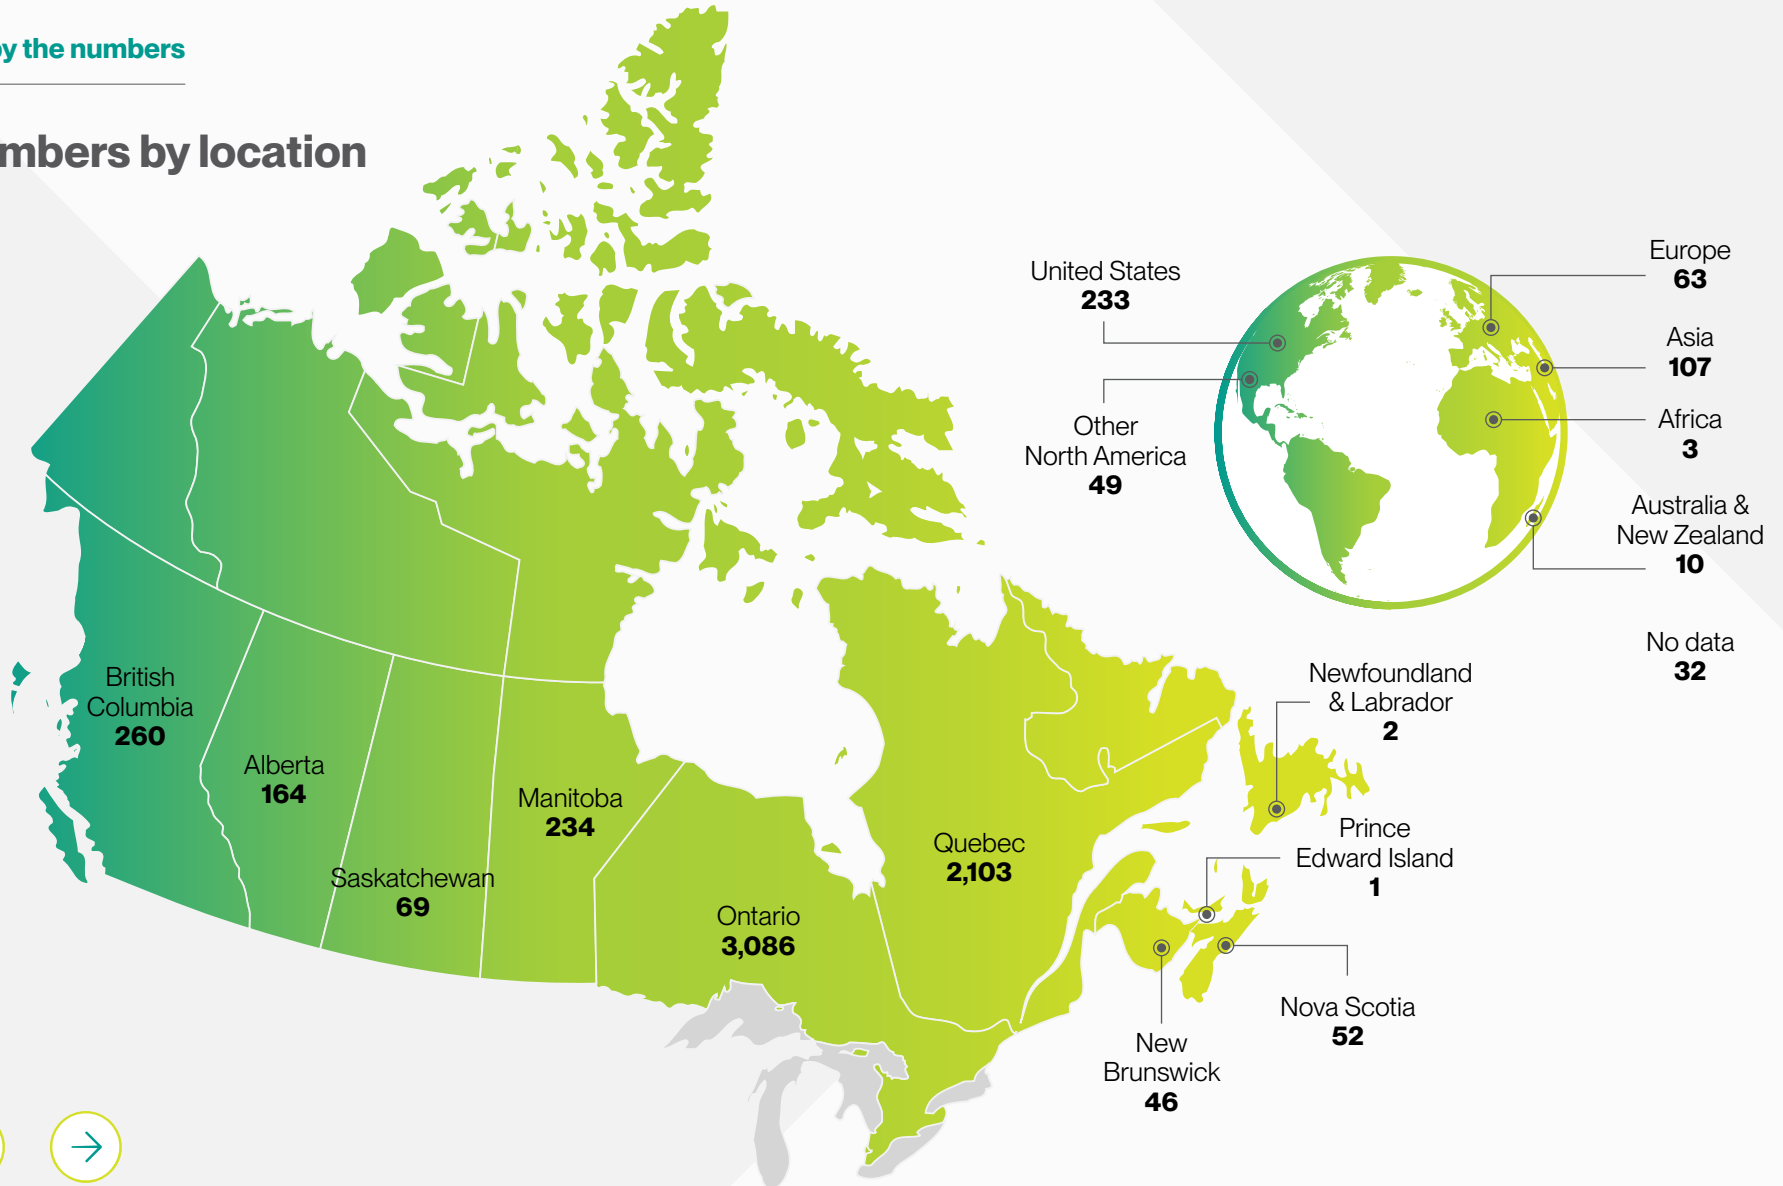 by the numbers
mbers by location
United States
233
Other
North America
49
Europe
63
Asia
107
Africa
3
Australia &
New Zealand
10
No data
32
British
Columbia
260
Alberta
164
Saskatchewan
69
Manitoba
234
Ontario
3,086
Quebec
2,103
Newfoundland
& Labrador
2
Prince
Edward Island
1
Nova Scotia
52
New
Brunswick
46